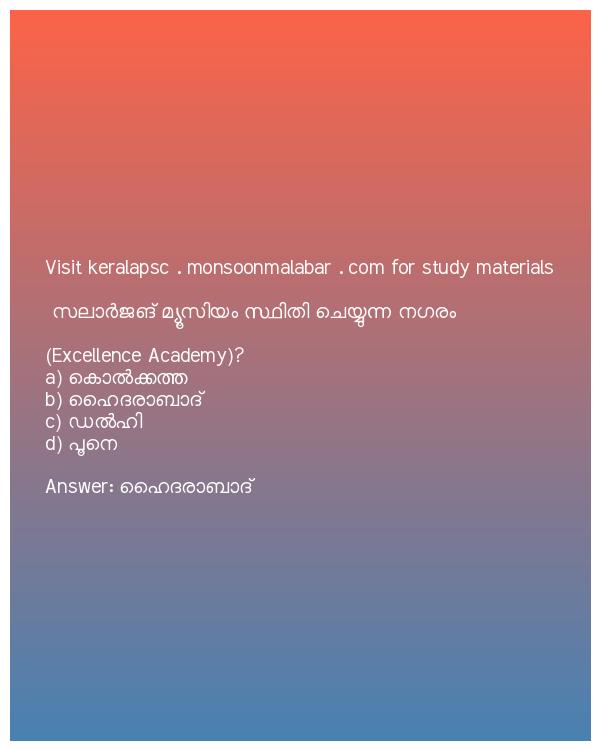 Visit keralapsc . monsoonmalabar . com for study materials
സലാർജങ് മ്യൂസിയം സ്ഥിതി ചെയ്യുന്ന നഗരം
(Excellence Academy)?
a) കൊൽക്കത്ത
b) ഹൈദരാബാദ്
c) ഡൽഹി
d) പൂനെ
Answer: ഹൈദരാബാദ്